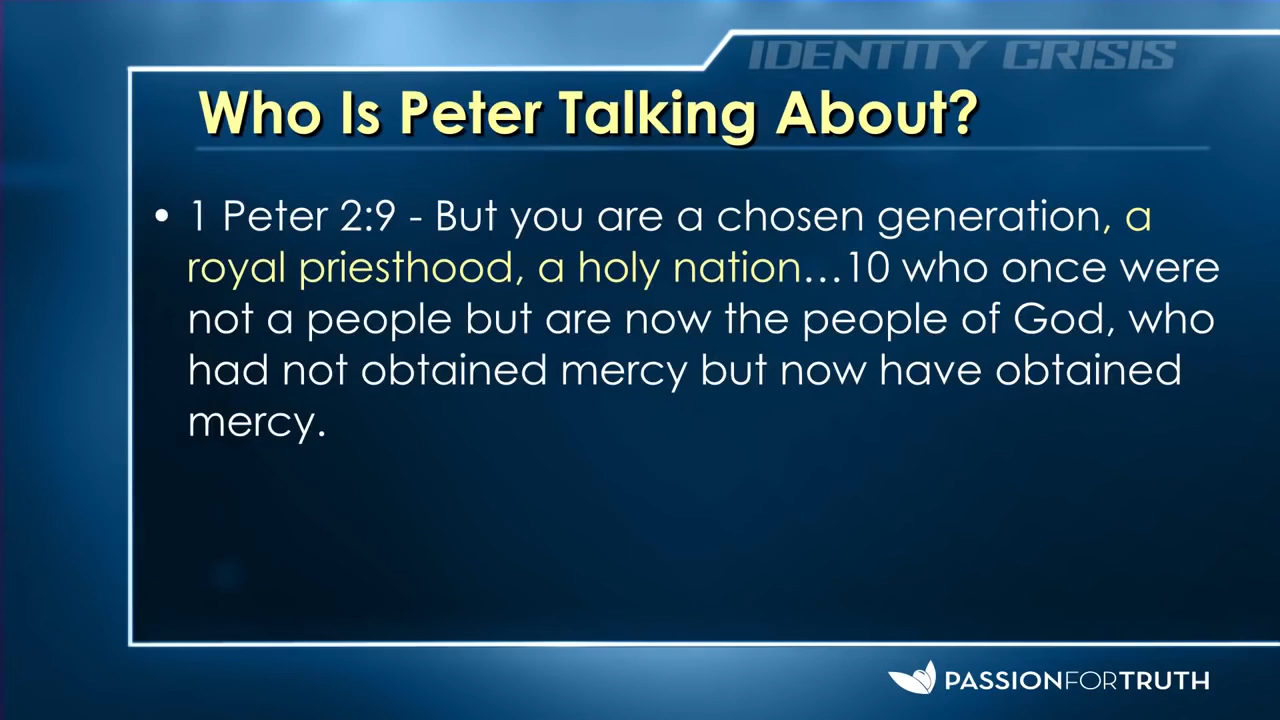 IDENTITY CRISIS
Who Is Peter Talking About?
• 1 Peter 2:9 - But you are a chosen generation, a
royal priesthood, a holy nation…10 who once were
not a people but are now the people of God, who
had not obtained mercy but now have obtained
mercy.
PASSIONFORTRUTH